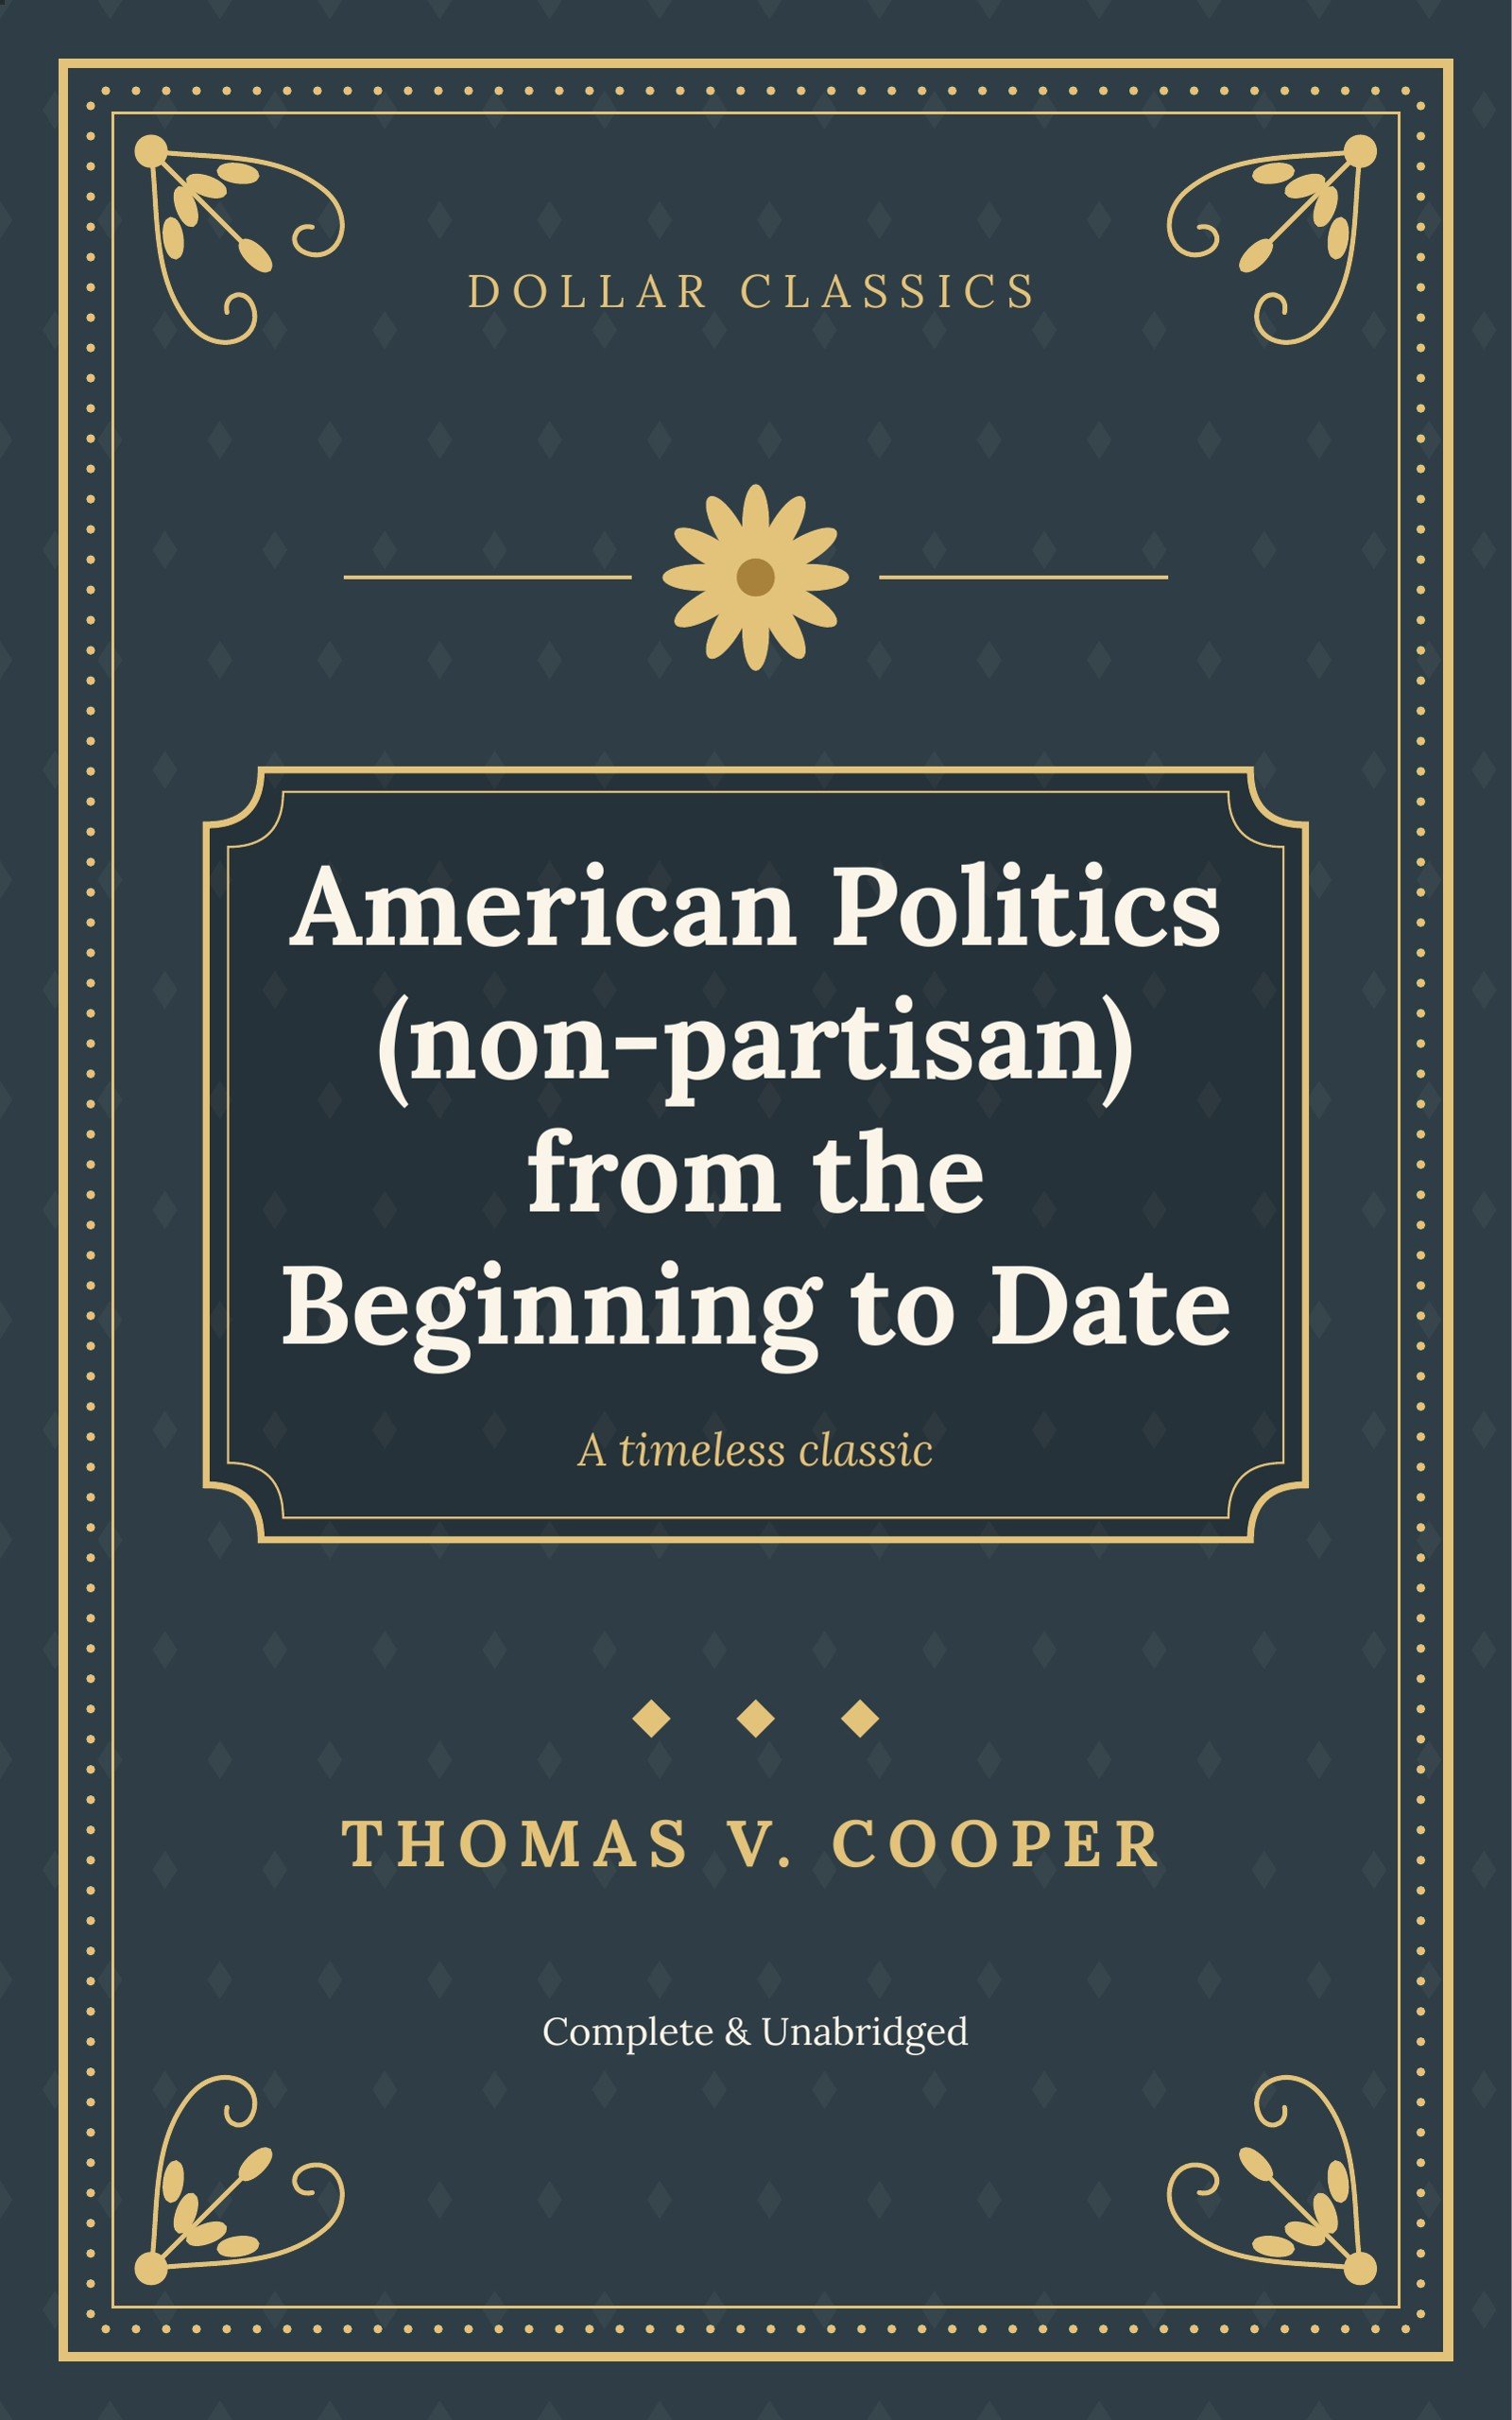 DOLLAR CLASSICS
American Politics
(non-partisan)
from the
Beginning to Date
A timeless classic
THOMAS V. COOPER
Complete & Unabridged